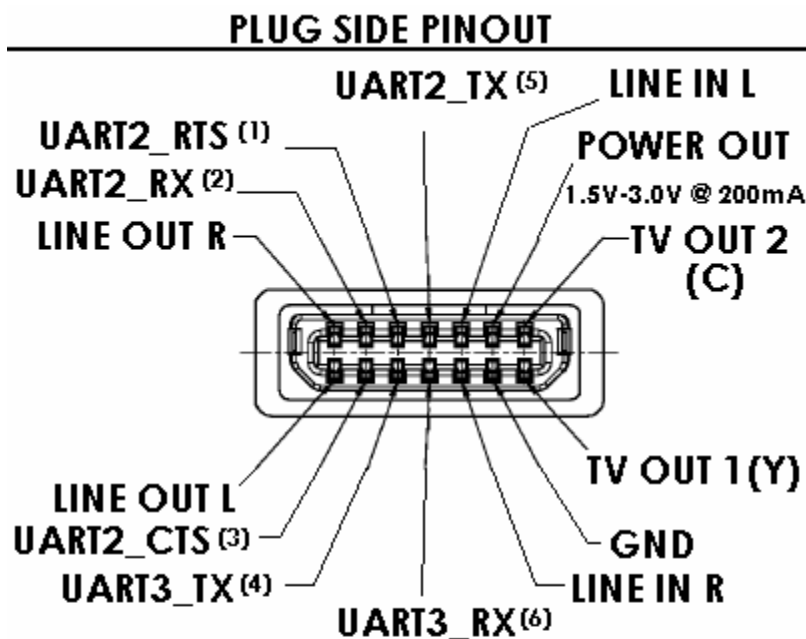 PLUG SIDE PINOUT
UART2_TX (5)
LINE IN L
UART2_RTS (1)
POWER OUT
UART2_RX (2)
1.5V-3.0V @ 200mA
LINE OUT R
TV OUT 2
(C)
TV OUT 1(Y)
LINE OUT L
UART2_CTS (3)
GND
UART3_TX (4)
LINE IN R
UART3_RX (6)